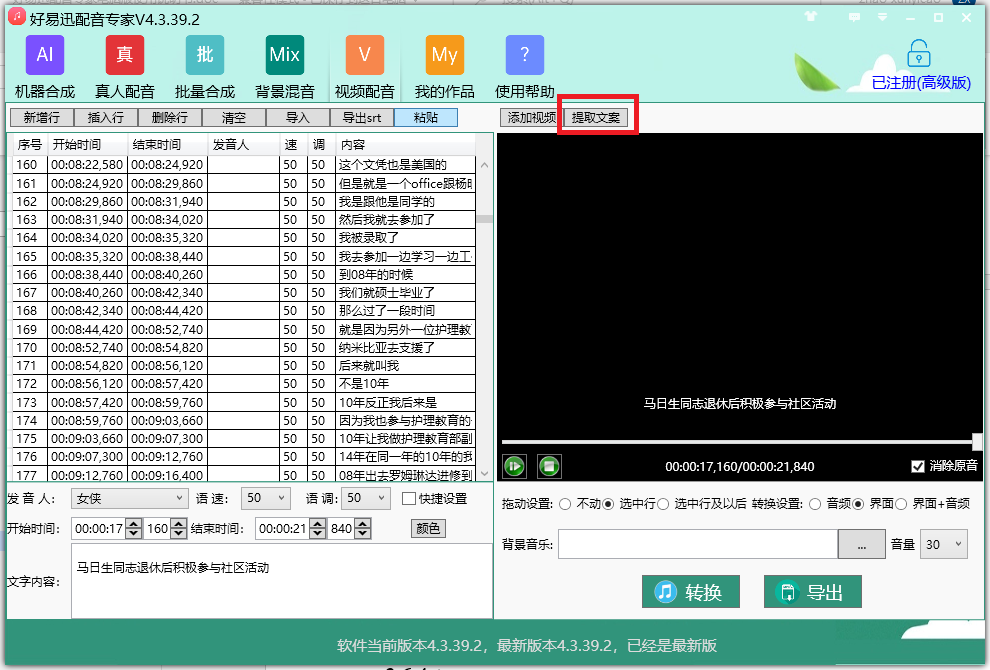 好易迅配音专家V4.3.39.2
AI 真 批 Mix V My ?
机器合成 真人配音 批量合成 背景混音 视频配音 我的作品 使用帮助
已注册(高级版)
新增行 插入行 删除行 清空 导入 导出srt 粘贴 添加视频 提取文案
序号 开始时间 结束时间 发音人 速 调 内容
160 00:08:22,580 00:08:24,920 50 50 这个文凭也是美国的
161 00:08:24,920 00:08:29,860 50 50 但是就是一个office跟杨
162 00:08:29,860 00:08:31,940 50 50 我是跟他是同学的
163 00:08:31,940 00:08:34,020 50 50 然后我就去参加了
164 00:08:34,020 00:08:35,320 50 50 我被录取了
165 00:08:35,320 00:08:38,440 50 50 我去参加一边学习一边工
166 00:08:38,440 00:08:40,260 50 50 到08年的时候
167 00:08:40,260 00:08:42,340 50 50 我们就硕士毕业了
168 00:08:42,340 00:08:44,420 50 50 那么过了一段时间
169 00:08:44,420 00:08:52,740 50 50 就是因为另外一位护理教
170 00:08:52,740 00:08:54,820 50 50 纳米比亚去支援了
171 00:08:54,820 00:08:56,120 50 50 后来就叫我
172 00:08:56,120 00:08:57,420 50 50 不是10年
173 00:08:57,420 00:08:59,760 50 50 10年反正我后来是
174 00:08:59,760 00:09:03,660 50 50 因为我也参与护理教育的
175 00:09:03,660 00:09:07,300 50 50 10年让我做护理教育部副
176 00:09:07,300 00:09:12,760 50 50 14年在同一年的10年的我
177 00:09:12,760 00:09:16,400 50 50 08年出去罗姆琳达进修到
马日生同志退休后积极参与社区活动
00:00:17,160/00:00:21,840 消除原音
发音人: 女侠 语速: 50 语调: 50 快捷设置
拖动设置: 不动 选中行 选中行及以后 转换设置: 音频 界面 界面+音频
开始时间: 00:00:17 160 结束时间: 00:00:21 840 颜色
背景音乐: ... 音量 30
文字内容: 马日生同志退休后积极参与社区活动
转换 导出
软件当前版本4.3.39.2，最新版本4.3.39.2，已经是最新版